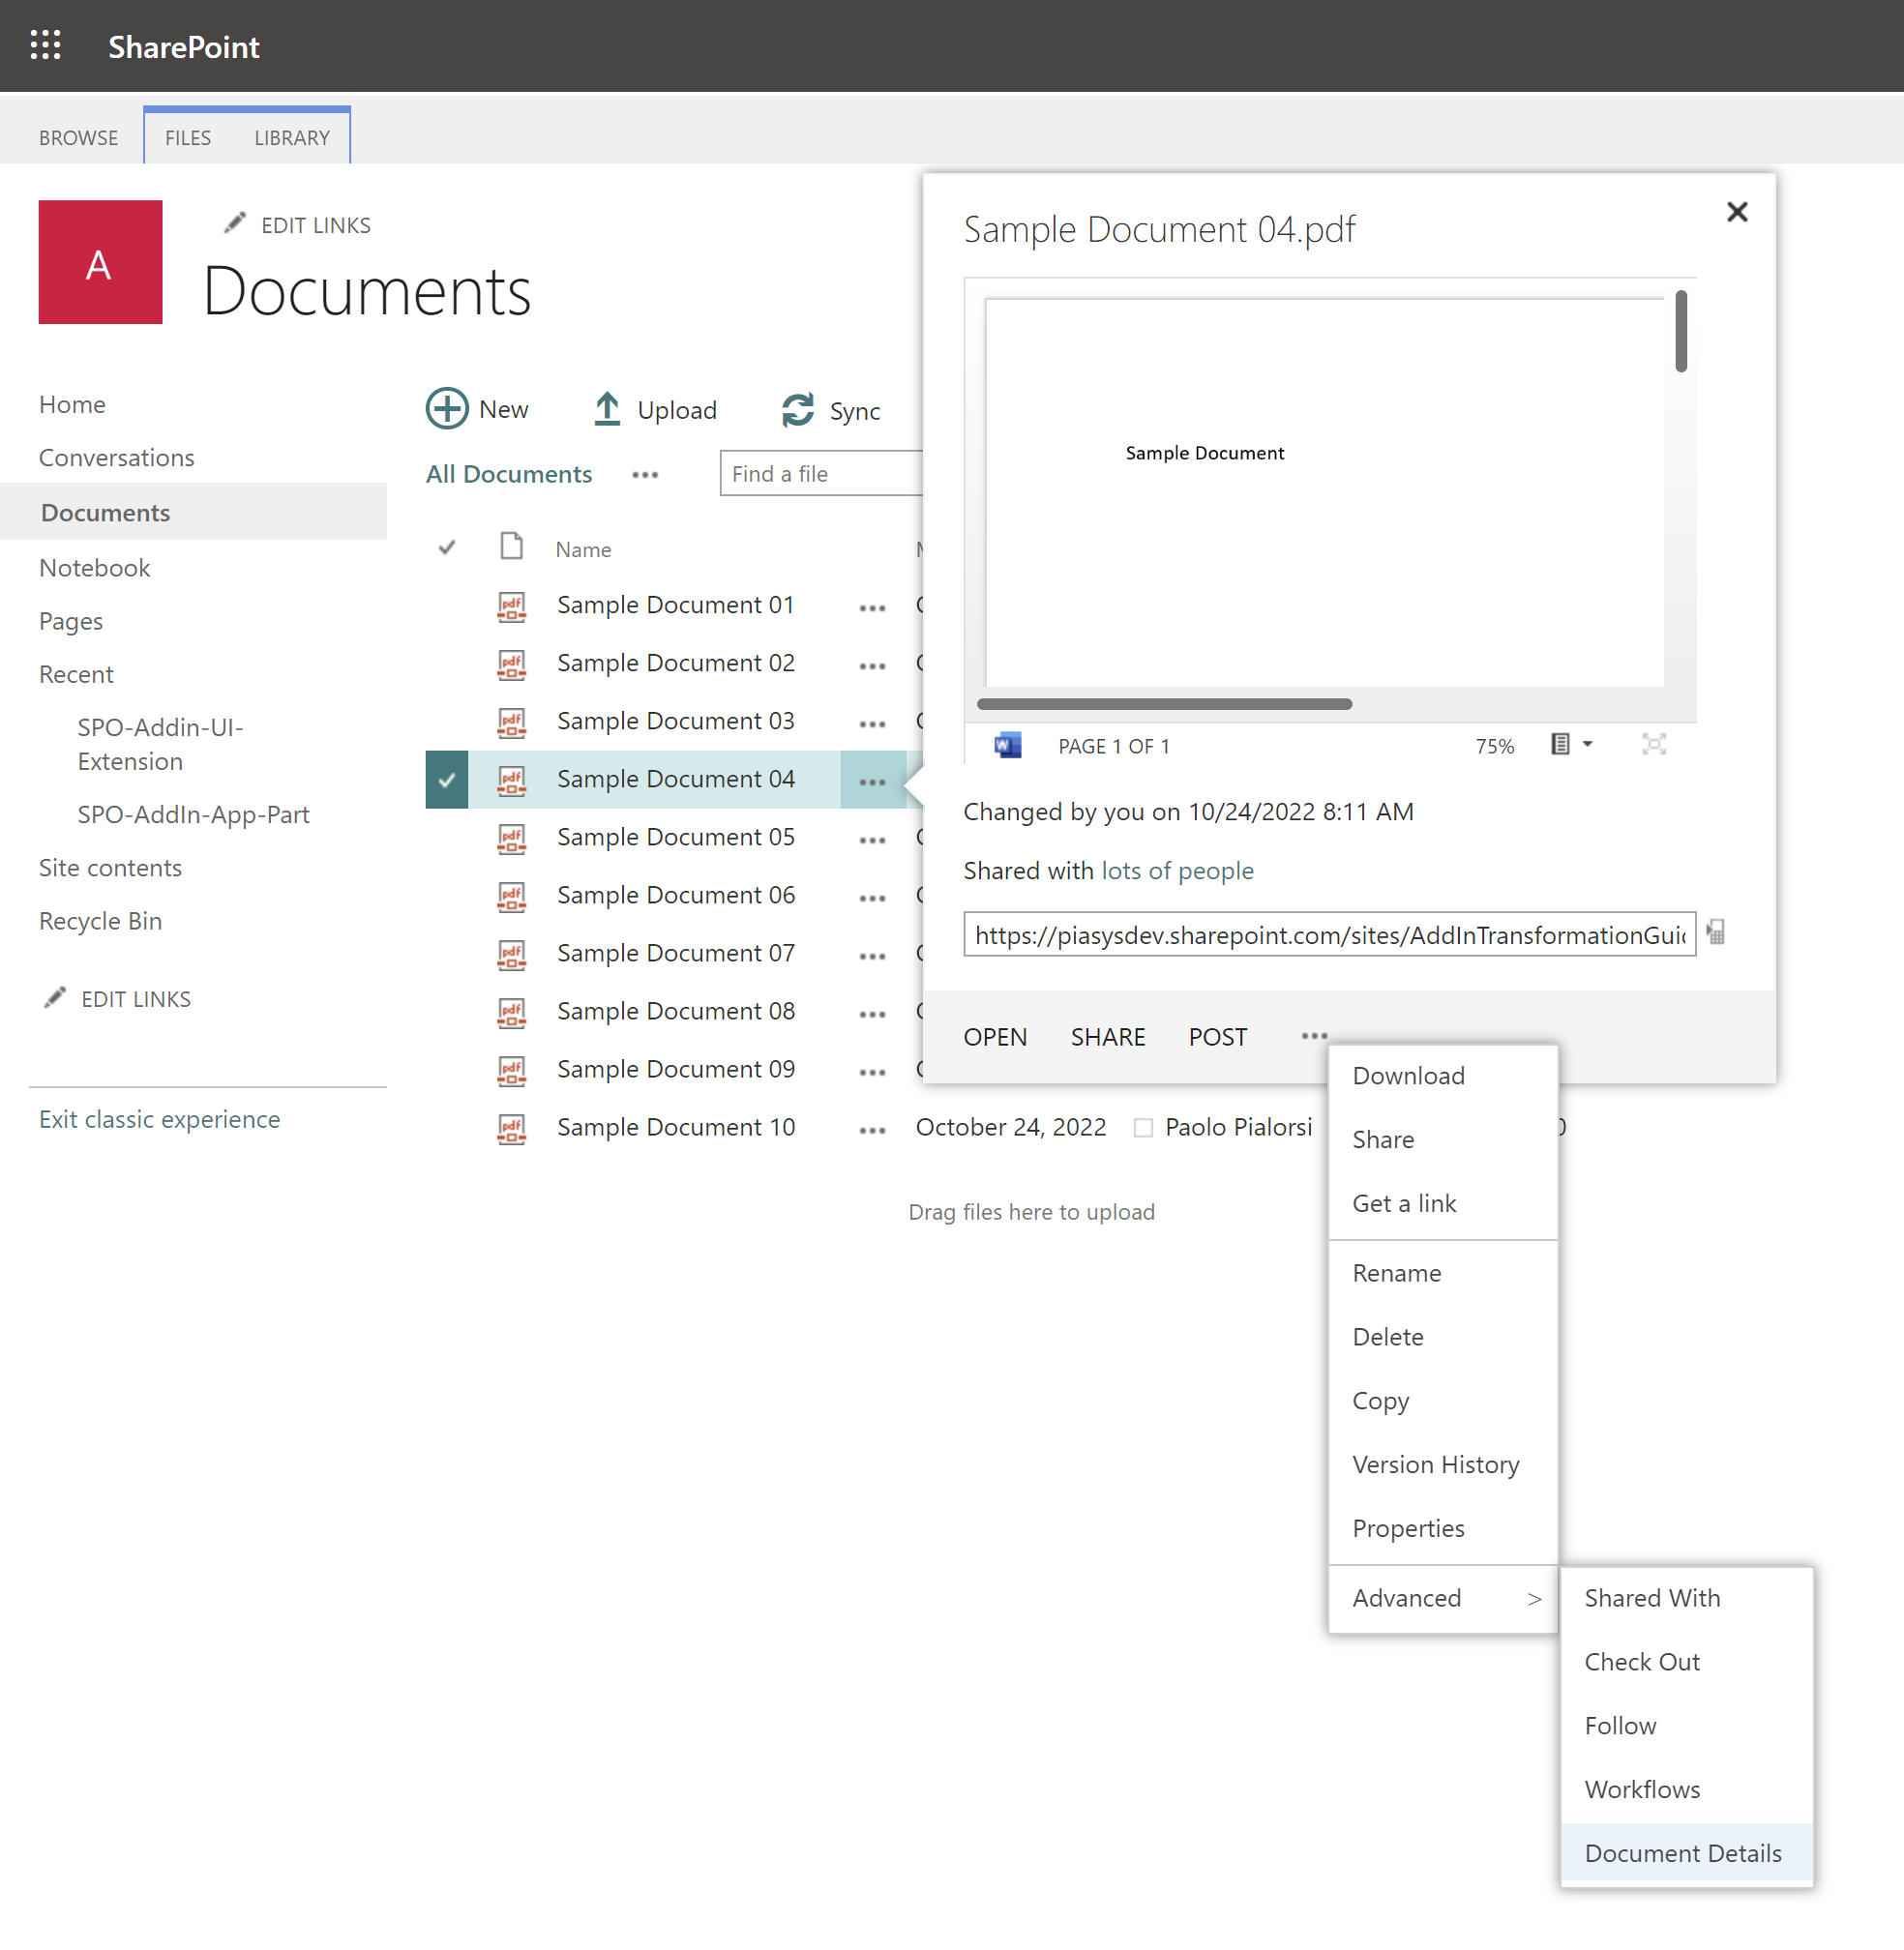 SharePoint
BROWSE
FILES
LIBRARY
A
EDIT LINKS
Documents
Home
Conversations
Documents
Notebook
Pages
Recent
SPO-Addin-UI-
Extension
SPO-AddIn-App-Part
Site contents
Recycle Bin
EDIT LINKS
Exit classic experience
New
Upload
Sync
All Documents
Find a file
Name
Sample Document 01
Sample Document 02
Sample Document 03
Sample Document 04
Sample Document 05
Sample Document 06
Sample Document 07
Sample Document 08
Sample Document 09
Sample Document 10
October 24, 2022
Paolo Pialorsi
Drag files here to upload
Sample Document 04.pdf
Sample Document
PAGE 1 OF 1
75%
Changed by you on 10/24/2022 8:11 AM
Shared with lots of people
https://piasysdev.sharepoint.com/sites/AddInTransformationGui
OPEN
SHARE
POST
Download
Share
Get a link
Rename
Delete
Copy
Version History
Properties
Advanced >
Shared With
Check Out
Follow
Workflows
Document Details